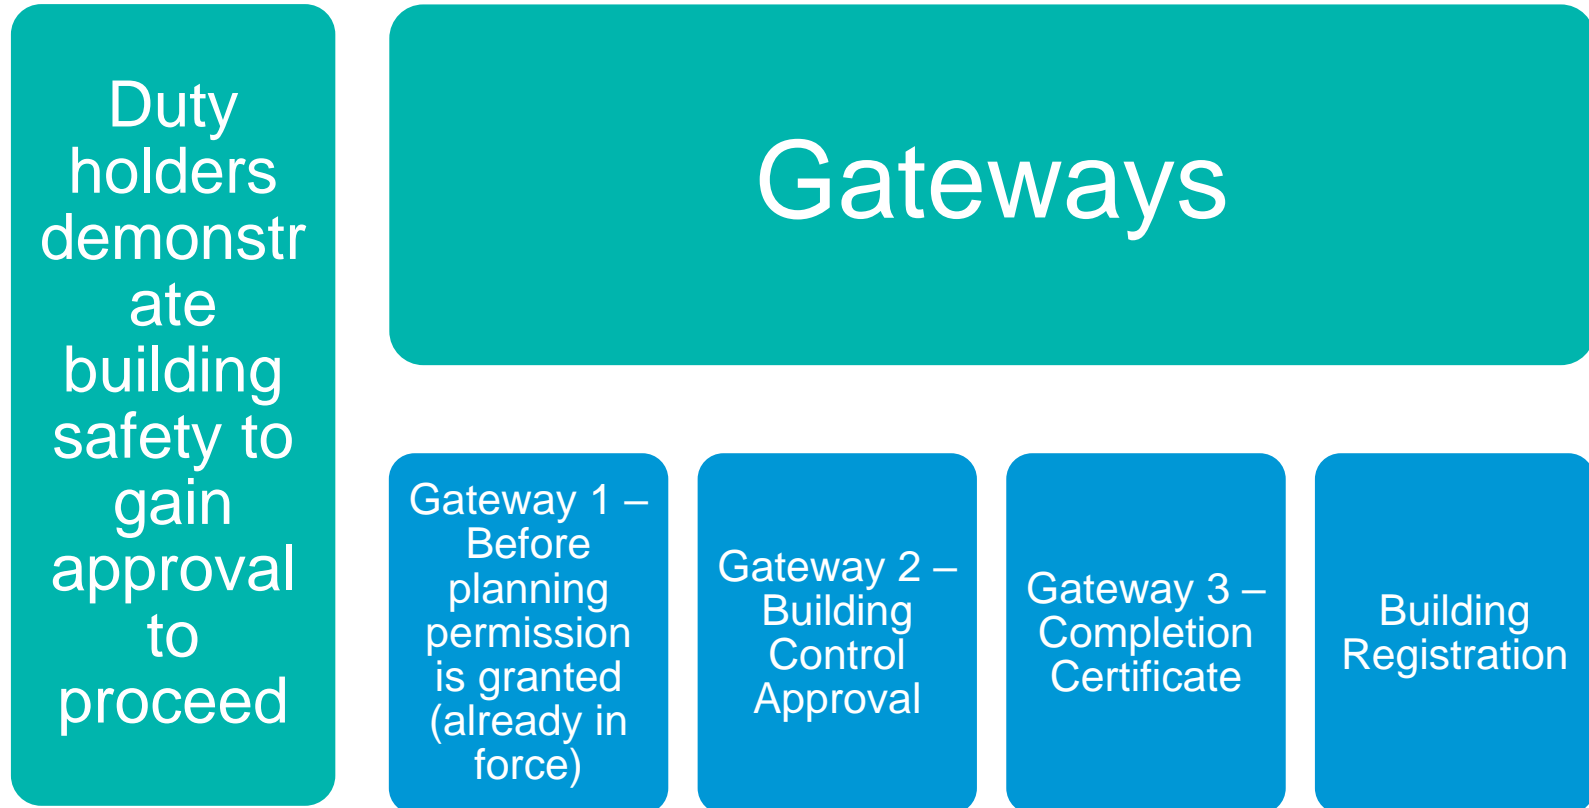 Duty
holders
demonstr
ate
building
safety to
gain
approval
to
proceed
Gateways
Gateway 1 –
Before
planning
permission
is granted
(already in
force)
Gateway 2 –
Building
Control
Approval
Gateway 3 –
Completion
Certificate
Building
Registration